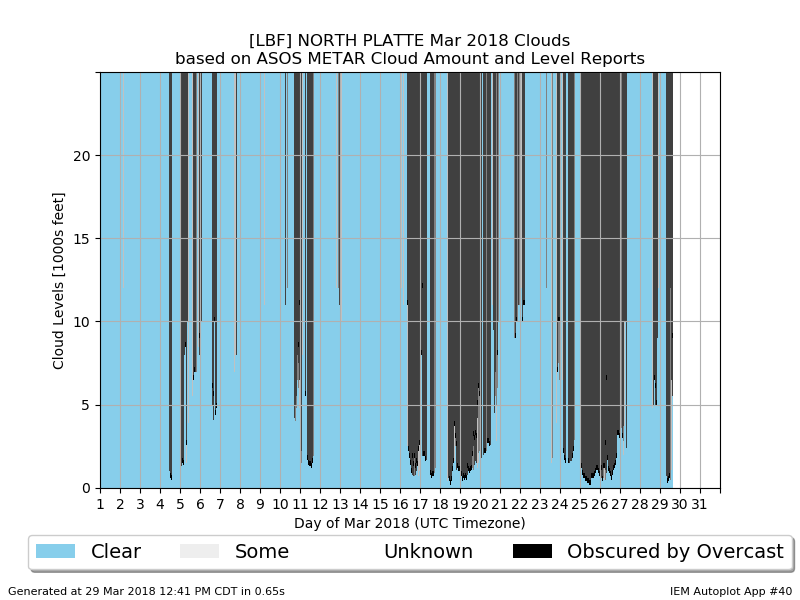 [LBF] NORTH PLATTE Mar 2018 Clouds
based on ASOS METAR Cloud Amount and Level Reports
Cloud Levels [1000s feet]
20
15
10
5
0
1 2 3 4 5 6 7 8 9 10 11 12 13 14 15 16 17 18 19 20 21 22 23 24 25 26 27 28 29 30 31
Day of Mar 2018 (UTC Timezone)
Clear Some Unknown Obscured by Overcast
Generated at 29 Mar 2018 12:41 PM CDT in 0.65s IEM Autoplot App #40